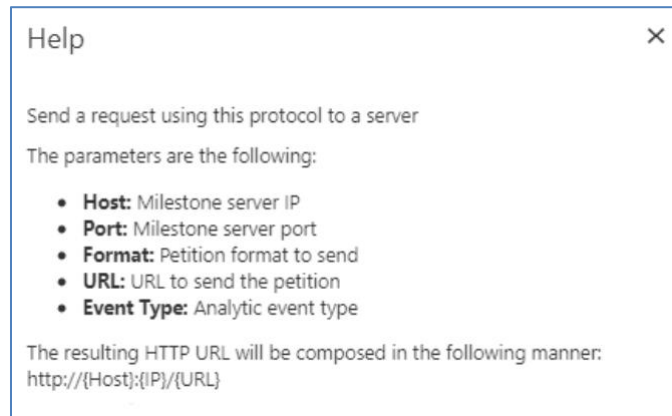 Help
Send a request using this protocol to a server
The parameters are the following:
• Host: Milestone server IP
• Port: Milestone server port
• Format: Petition format to send
• URL: URL to send the petition
• Event Type: Analytic event type
The resulting HTTP URL will be composed in the following manner:
http://{Host}:{IP}/{URL}